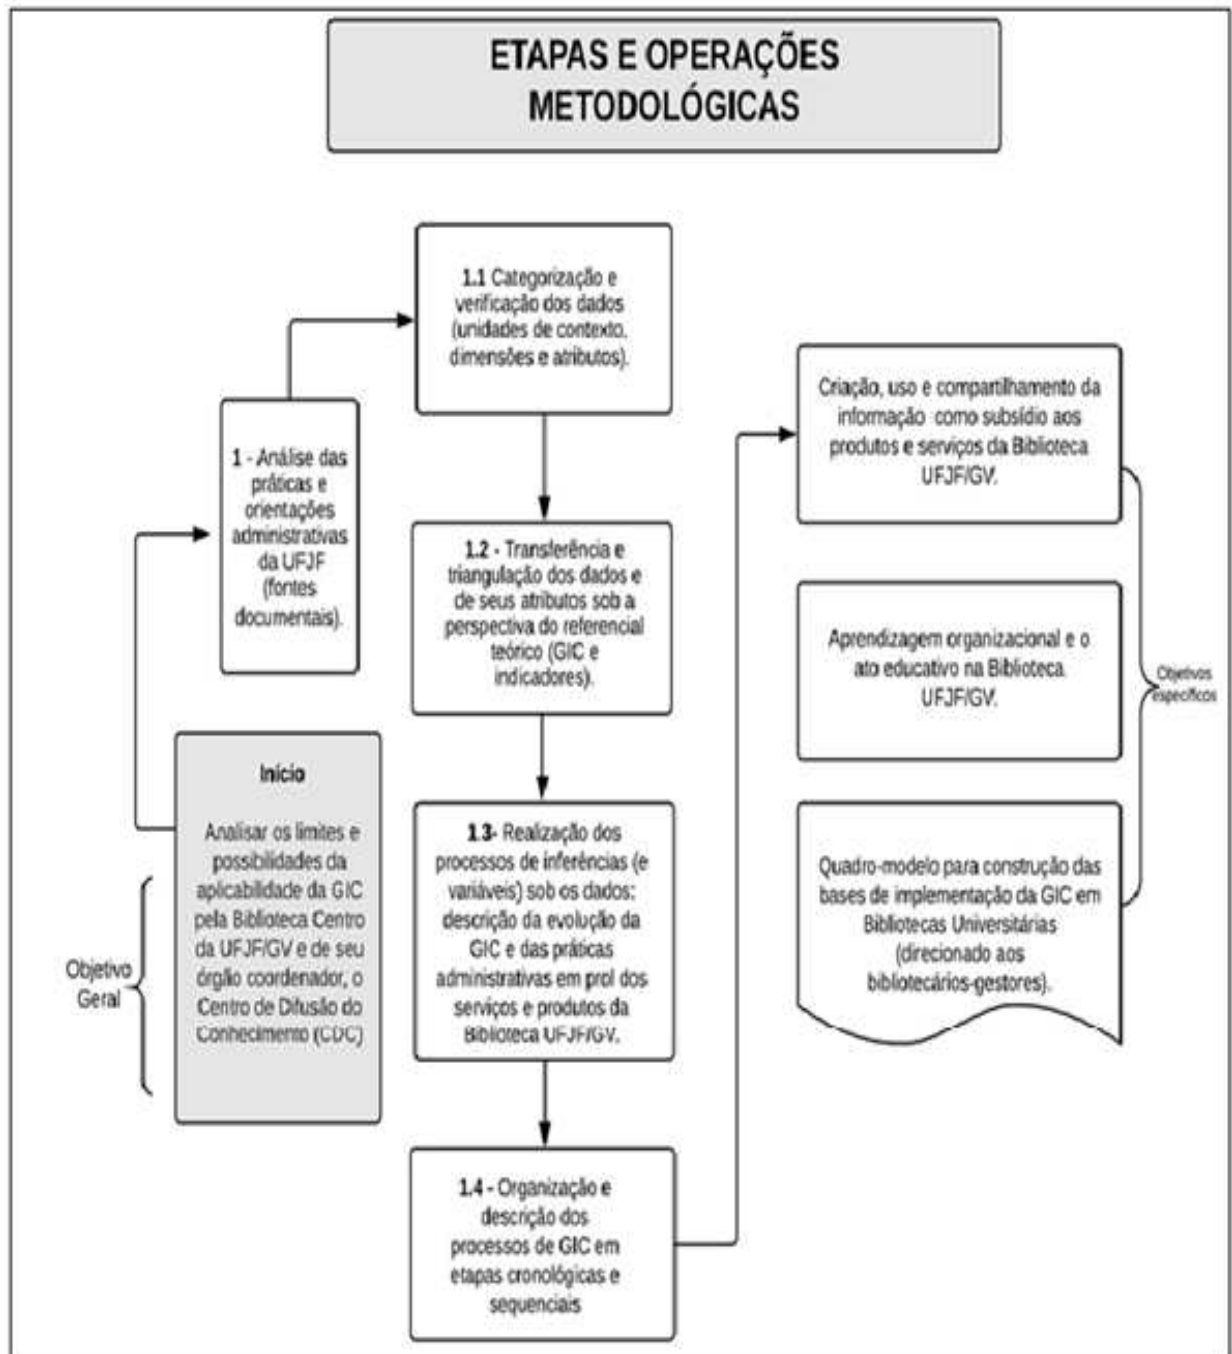 ETAPAS E OPERAÇÕES
METODOLÓGICAS
Início
Analisar os limites e
possibilidades da
aplicabilidade da GIC
pela Biblioteca Centro
da UFJF/GV e de seu
órgão coordenador, o
Centro de Difusão do
Conhecimento (CDC)
Objetivo
Geral
1 - Análise das
práticas e
orientações
administrativas
da UFJF
(fontes
documentais).
1.1 Categorização e
verificação dos dados
(unidades de contexto,
dimensões e atributos).
1.2 - Transferência e
triangulação dos dados e
de seus atributos sob a
perspectiva do referencial
teórico (GIC e
indicadores).
1.3- Realização dos
processos de inferências (e
variáveis) sob os dados:
descrição da evolução da
GIC e das práticas
administrativas em prol dos
serviços e produtos da
Biblioteca UFJF/GV.
1.4 - Organização e
descrição dos
processos de GIC em
etapas cronológicas e
sequenciais
Criação, uso e compartilhamento da
informação como subsídio aos
produtos e serviços da Biblioteca
UFJF/GV.
Aprendizagem organizacional e o
ato educativo na Biblioteca
UFJF/GV.
Quadro-modelo para construção das
bases de implementação da GIC em
Bibliotecas Universitárias
(direcionado aos
bibliotecários-gestores).
Objetivos
específicos